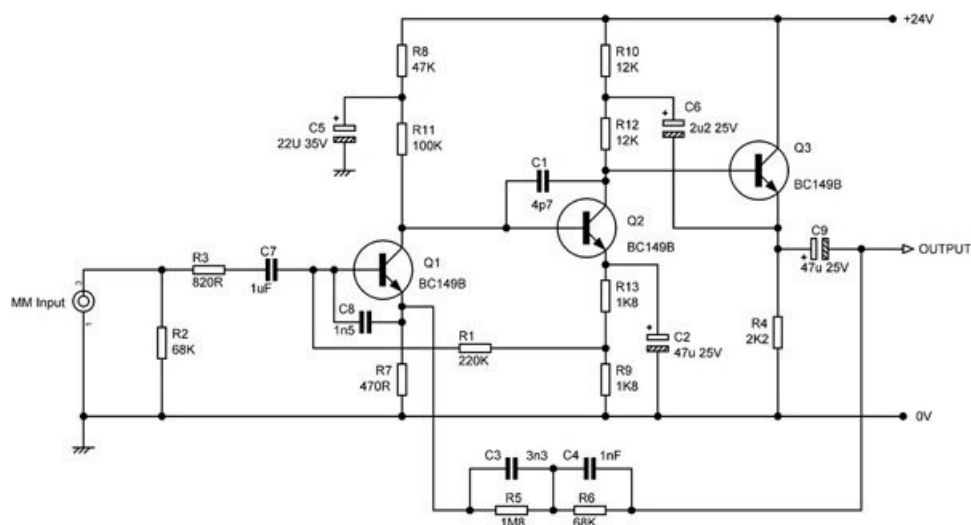 +24V
R8
47K
R10
12K
C5
22U 35V
R11
100K
R12
12K
C6
2u2 25V
Q3
BC149B
C1
4p7
Q2
BC149B
C9
47u 25V
OUTPUT
R3
820R
C7
1uF
Q1
BC149B
MM Input
2
1
R2
68K
C8
1n5
R13
1K8
R1
220K
C2
47u 25V
R4
2K2
R7
470R
R9
1K8
0V
C3
3n3
C4
1nF
R5
1M8
R6
68K